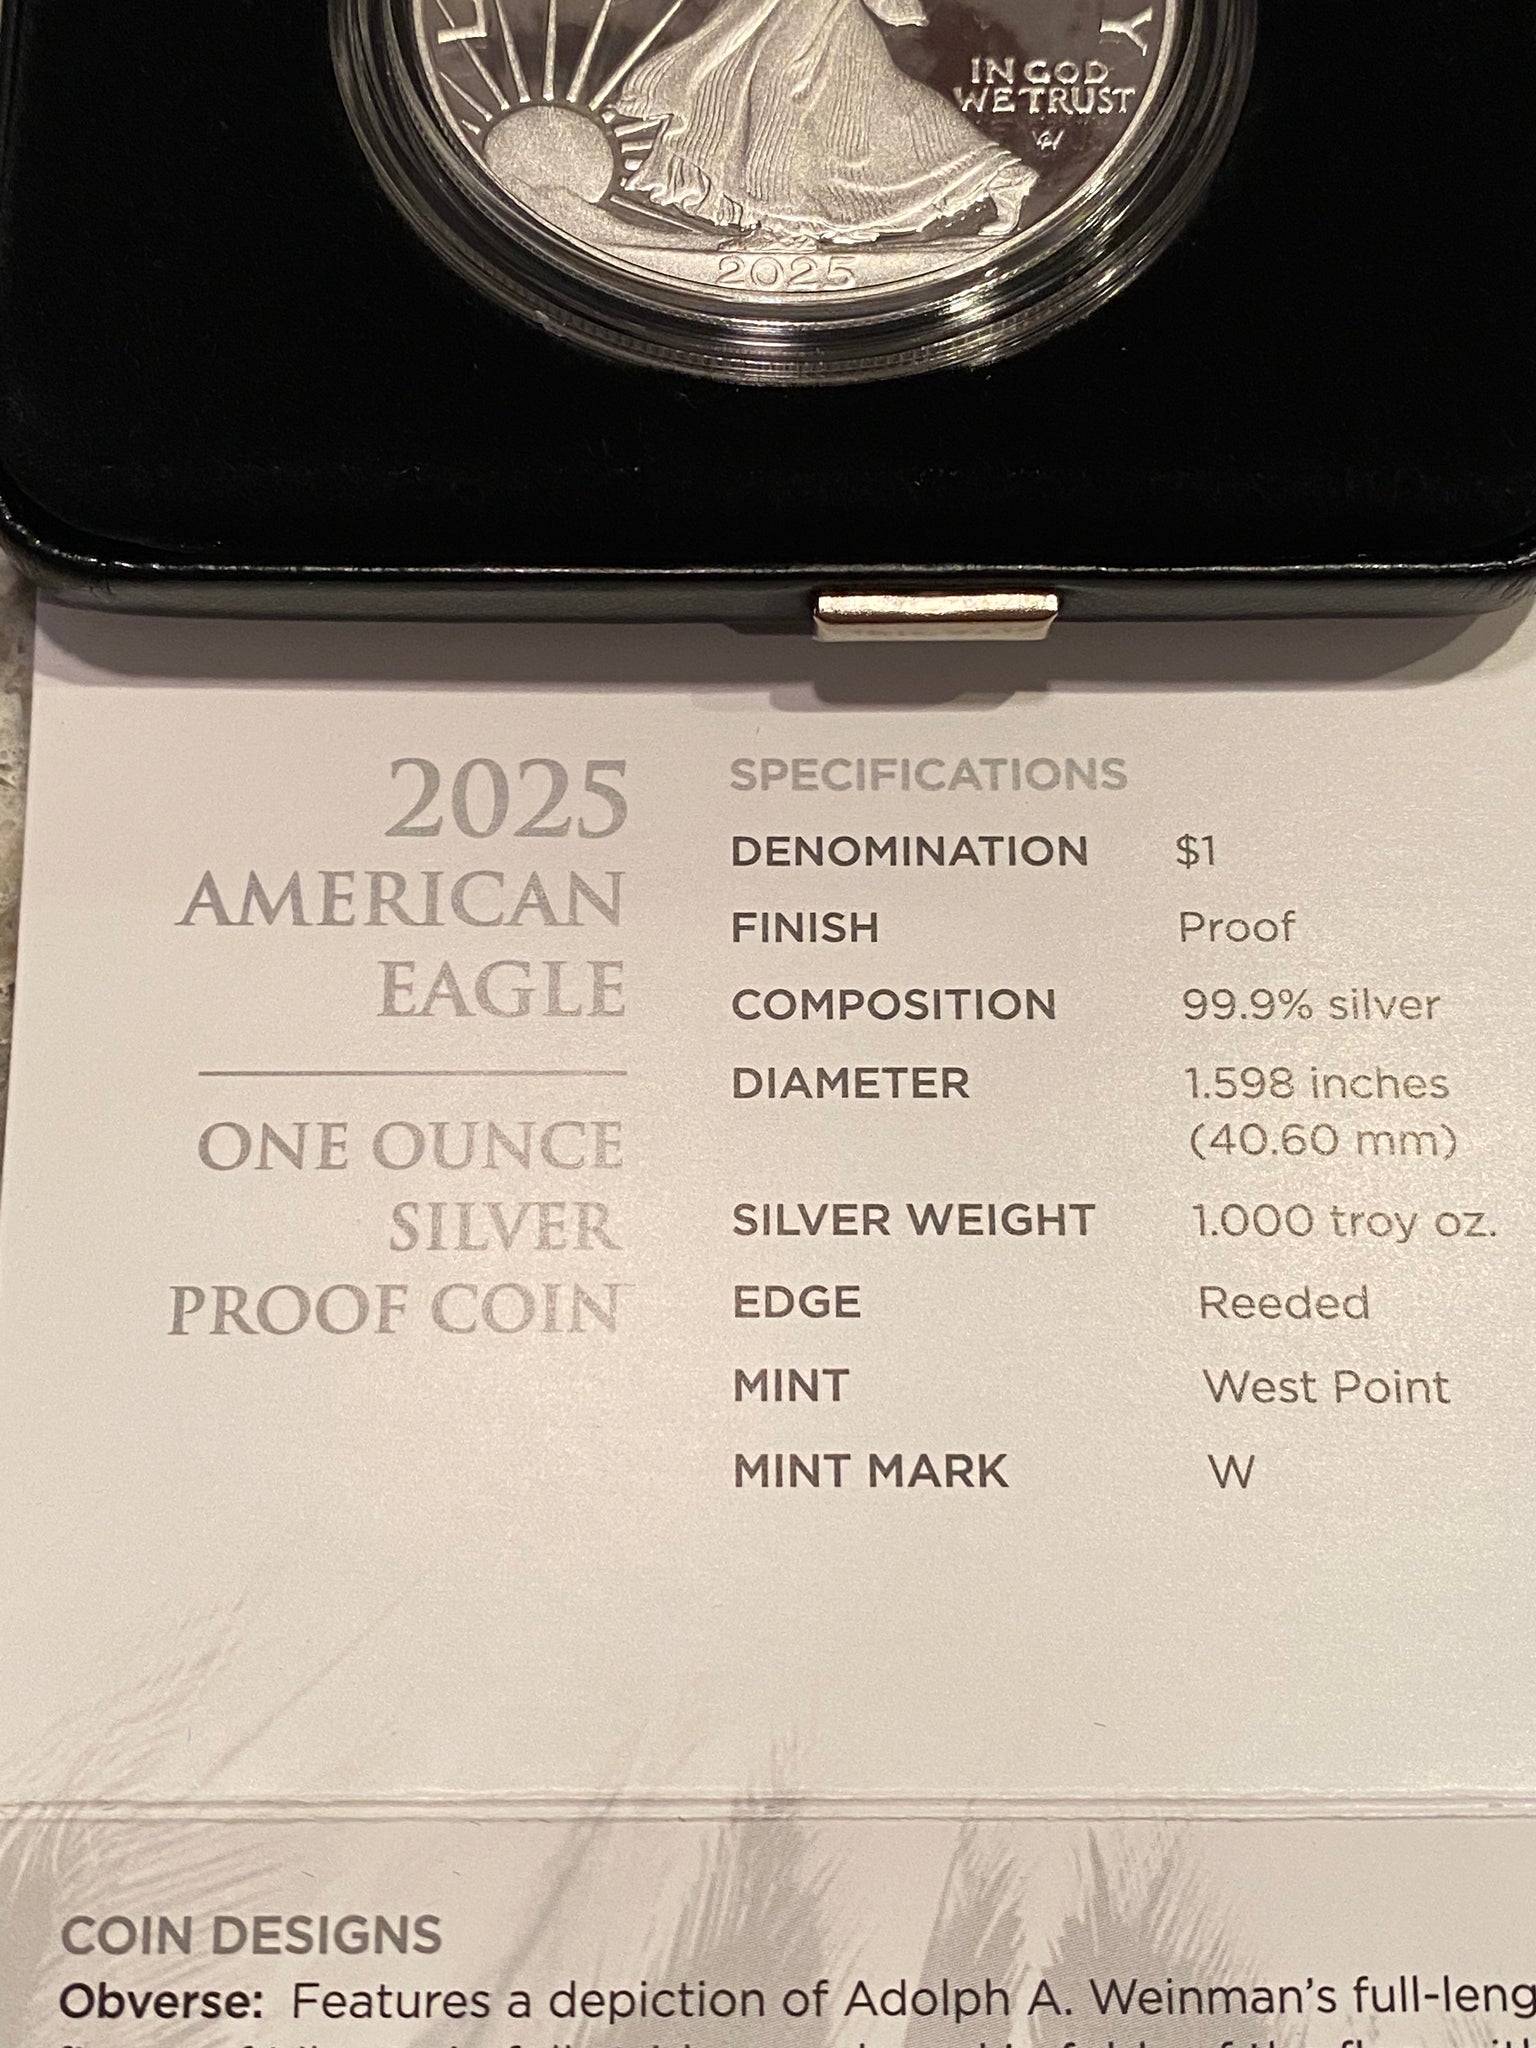 L
Y
IN GOD
WE TRUST
2025
2025
AMERICAN
EAGLE
ONE OUNCE
SILVER
PROOF COIN
SPECIFICATIONS
DENOMINATION $1
FINISH Proof
COMPOSITION 99.9% silver
DIAMETER 1.598 inches
(40.60 mm)
SILVER WEIGHT 1.000 troy oz.
EDGE Reeded
MINT West Point
MINT MARK W
COIN DESIGNS
Obverse: Features a depiction of Adolph A. Weinman's full-leng